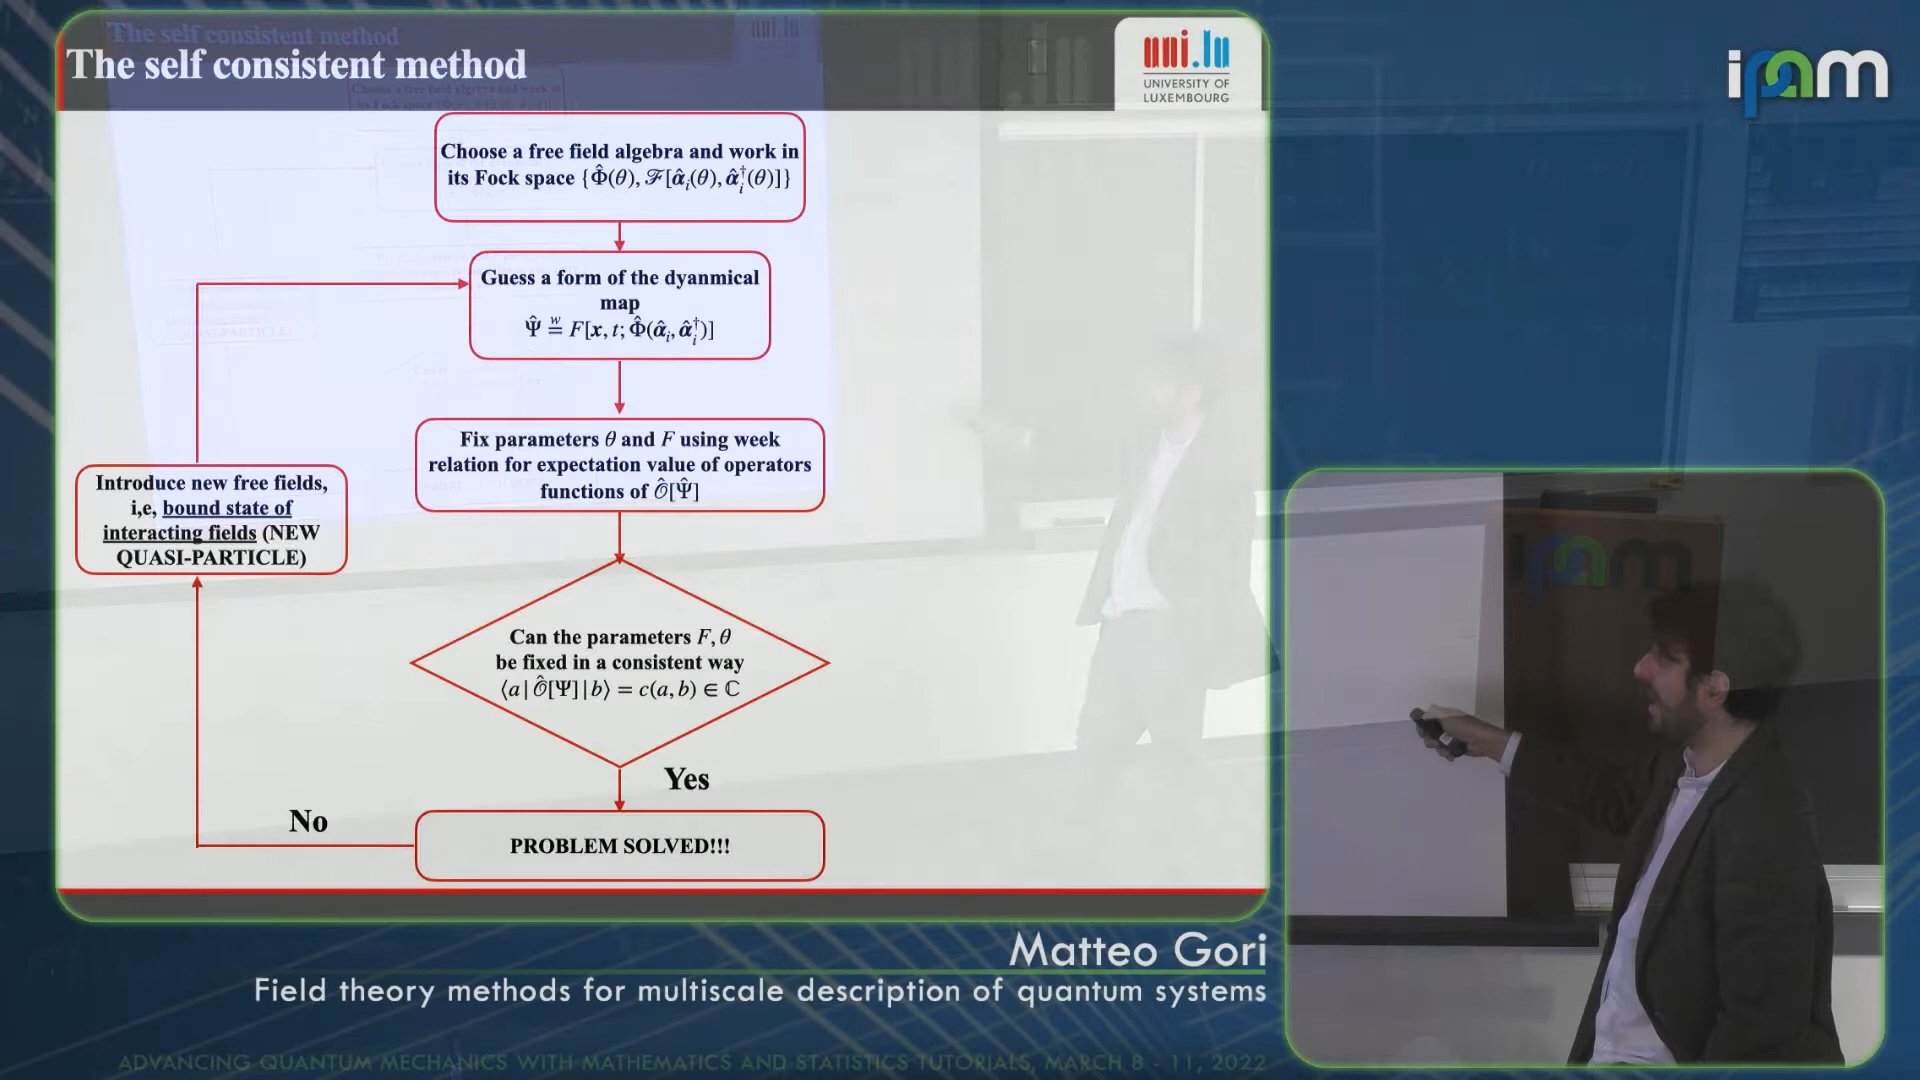 The self consistent method
uni.lu
UNIVERSITY OF
LUXEMBOURG
ipam
Choose a free field algebra and work in
its Fock space {Φ̂(θ), ℱ[α̂ᵢ(θ), α̂ᵢ†(θ)]}
Guess a form of the dyanmical
map
Ψ̂ ≝ʷ F[x, t; Φ̂(α̂ᵢ, α̂ᵢ†)]
Fix parameters θ and F using week
relation for expectation value of operators
functions of 𝒪̂[Ψ̂]
Introduce new free fields,
i,e, bound state of
interacting fields (NEW
QUASI-PARTICLE)
Can the parameters F, θ
be fixed in a consistent way
⟨a | 𝒪̂[Ψ] | b⟩ = c(a, b) ∈ ℂ
Yes
No
PROBLEM SOLVED!!!
ipam
Matteo Gori
Field theory methods for multiscale description of quantum systems
ADVANCING QUANTUM MECHANICS WITH MATHEMATICS AND STATISTICS TUTORIALS, MARCH 8 - 11, 2022